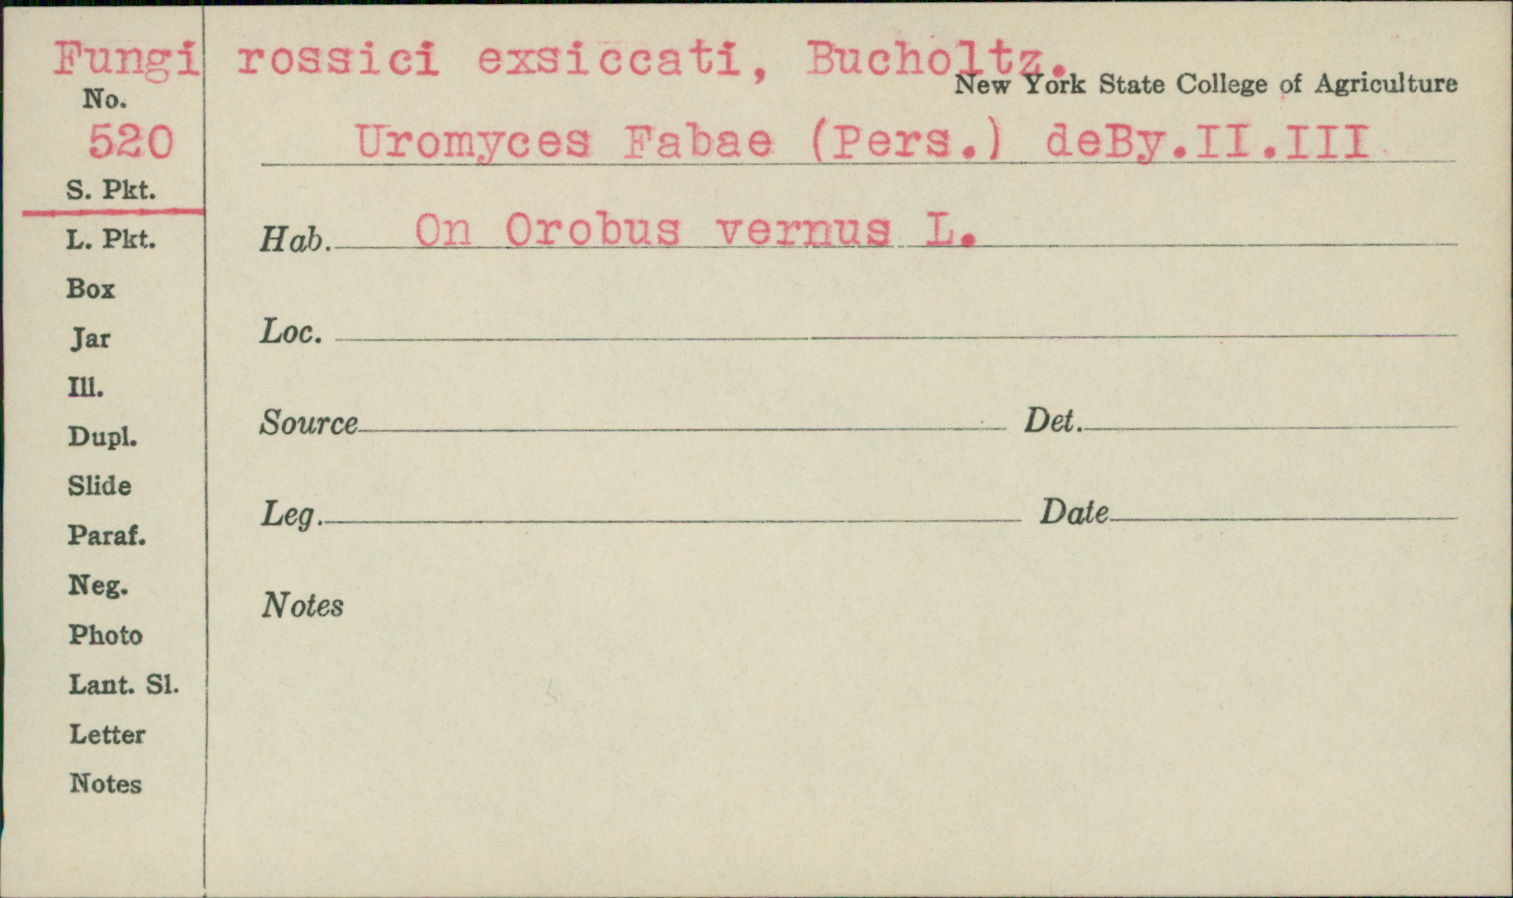 Fungi rossici exsiccati, Bucholtz.
New York State College of Agriculture
No.
520
Uromyces Fabae (Pers.) deBy.II.III
S. Pkt.
L. Pkt.
Hab. On Orobus vernus L.
Box
Jar
Loc.
Ill.
Dupl.
Source Det.
Slide
Paraf.
Leg. Date
Neg.
Notes
Photo
Lant. Sl.
Letter
Notes